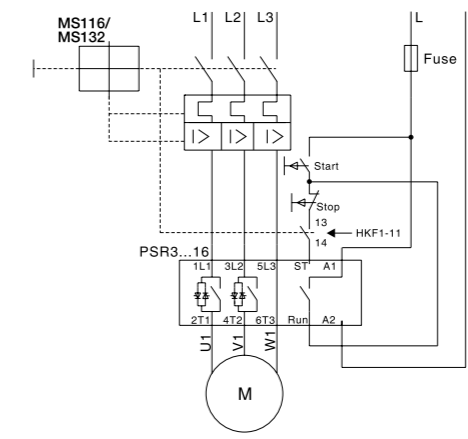 MS116/
MS132
L1 L2 L3 L
Fuse
I> I> I>
Start
Stop
13
HKF1-11
14
PSR3...16
1L1 3L2 5L3 ST A1
2T1 4T2 6T3 Run A2
U1 V1 W1
M